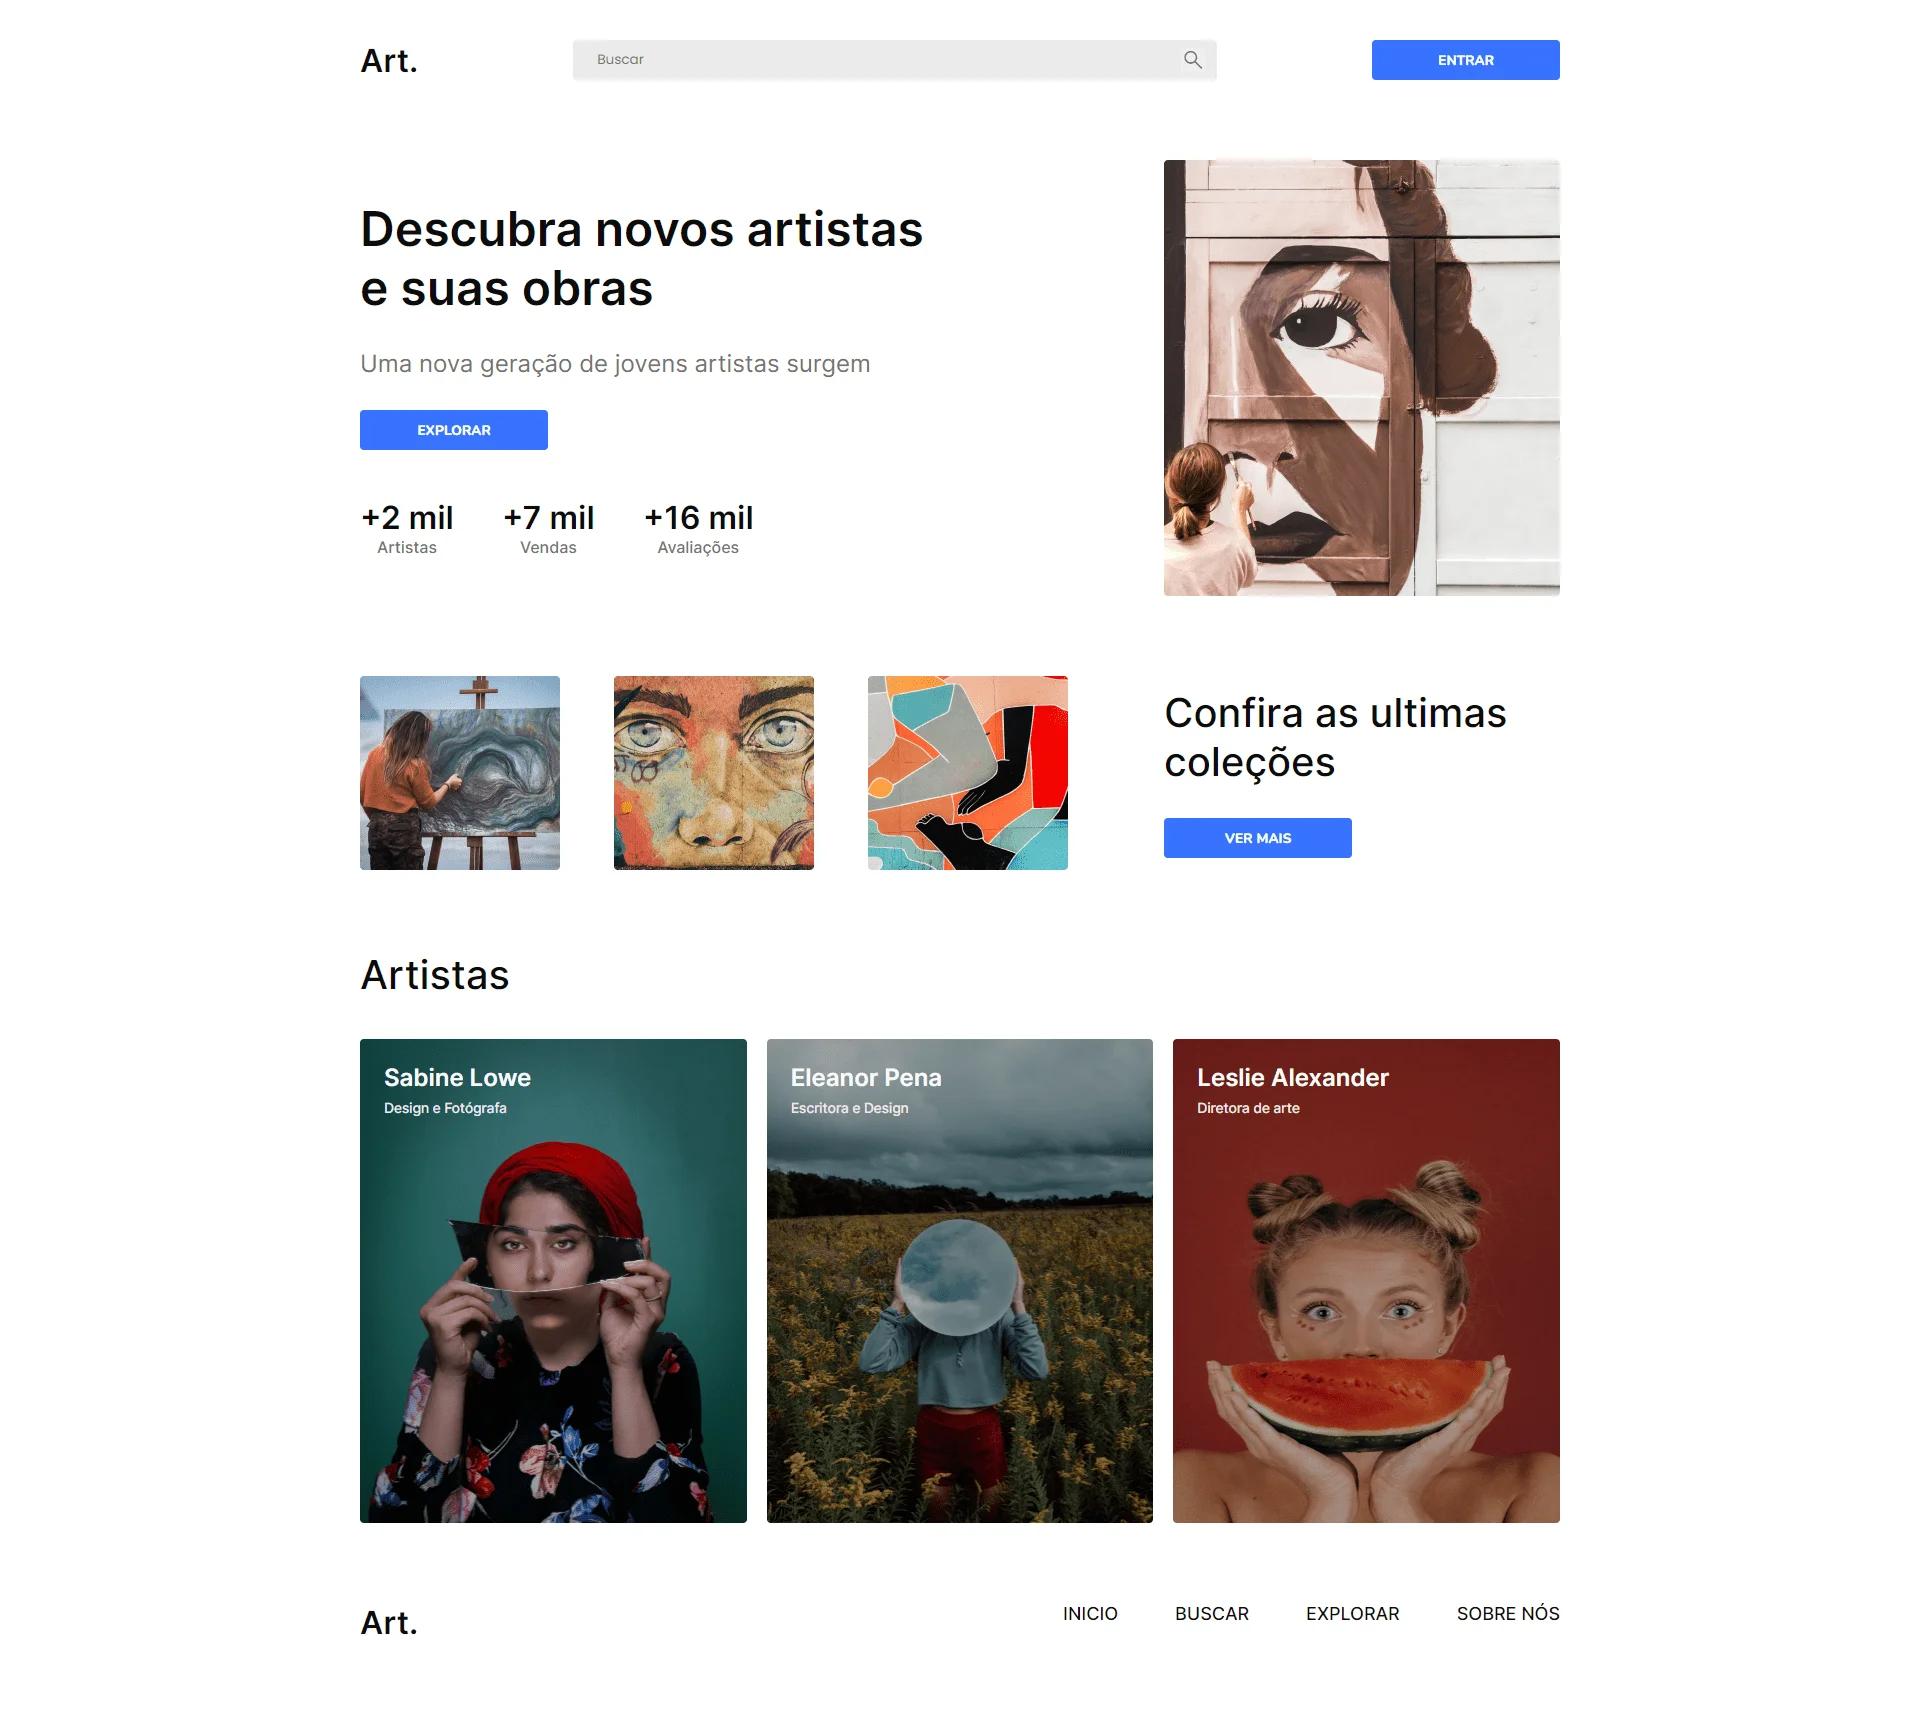 Art.
Buscar
ENTRAR
Descubra novos artistas
e suas obras
Uma nova geração de jovens artistas surgem
EXPLORAR
+2 mil
Artistas
+7 mil
Vendas
+16 mil
Avaliações
Confira as ultimas
coleções
VER MAIS
Artistas
Sabine Lowe
Design e Fotógrafa
Eleanor Pena
Escritora e Design
Leslie Alexander
Diretora de arte
Art.
INICIO
BUSCAR
EXPLORAR
SOBRE NÓS